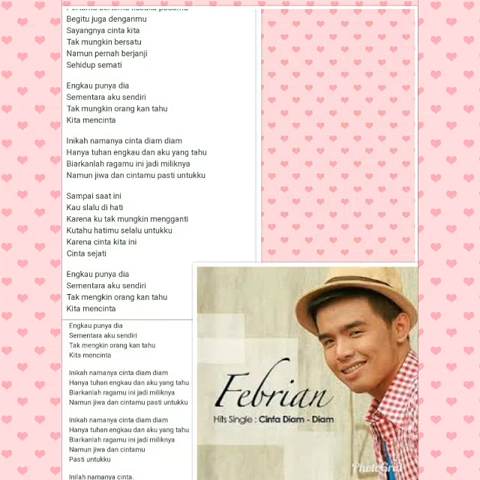 Begitu juga denganmu
Sayangnya cinta kita
Tak mungkin bersatu
Namun pernah berjanji
Sehidup semati
Engkau punya dia
Sementara aku sendiri
Tak mungkin orang kan tahu
Kita mencinta
Inikah namanya cinta diam diam
Hanya tuhan engkau dan aku yang tahu
Biarkanlah ragamu ini jadi miliknya
Namun jiwa dan cintamu pasti untukku
Sampai saat ini
Kau slalu di hati
Karena ku tak mungkin mengganti
Kutahu hatimu selalu untukku
Karena cinta kita ini
Cinta sejati
Engkau punya dia
Sementara aku sendiri
Tak mengkin orang kan tahu
Kita mencinta
Engkau punya dia
Sementara aku sendiri
Tak mengkin orang kan tahu
Kita mencinta
Inikah namanya cinta diam diam
Hanya tuhan engkau dan aku yang tahu
Biarkanlah ragamu ini jadi miliknya
Namun jiwa dan cintamu pasti untukku
Inikah namanya cinta diam diam
Hanya tuhan engkau dan aku yang tahu
Biarkanlah ragamu ini jadi miliknya
Namun jiwa dan cintamu
Pasti untukku
Inilah namanya cinta.
Febrian
Hits Single : Cinta Diam - Diam
PhotoGrid